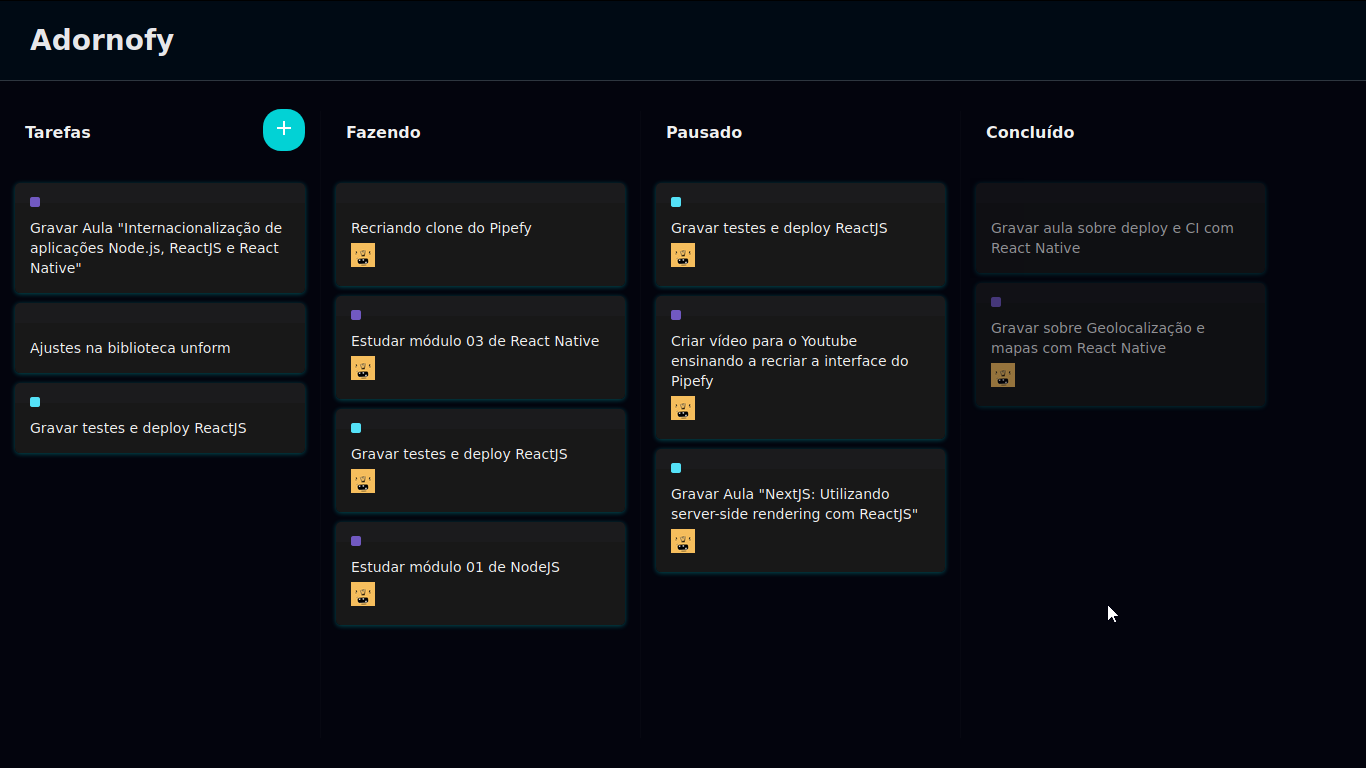 Adornofy
Tarefas
+
Gravar Aula "Internacionalização de
aplicações Node.js, ReactJS e React
Native"
Ajustes na biblioteca unform
Gravar testes e deploy ReactJS
Fazendo
Recriando clone do Pipefy
Estudar módulo 03 de React Native
Gravar testes e deploy ReactJS
Estudar módulo 01 de NodeJS
Pausado
Gravar testes e deploy ReactJS
Criar vídeo para o Youtube
ensinando a recriar a interface do
Pipefy
Gravar Aula "NextJS: Utilizando
server-side rendering com ReactJS"
Concluído
Gravar aula sobre deploy e CI com
React Native
Gravar sobre Geolocalização e
mapas com React Native